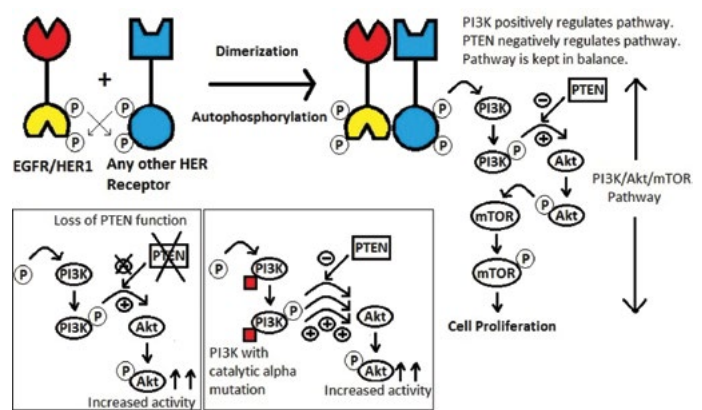 PI3K positively regulates pathway.
PTEN negatively regulates pathway.
Pathway is kept in balance.
Dimerization
Autophosphorylation
+
P
P
P
P
EGFR/HER1
Any other HER
Receptor
P
P
P
P
PI3K
PI3K
P
−
PTEN
+
Akt
P
Akt
mTOR
mTOR
P
Cell Proliferation
PI3K/Akt/mTOR
Pathway
Loss of PTEN function
P
PI3K
PI3K
P
PTEN
+
Akt
P
Akt
Increased activity
P
PI3K
PI3K
P
−
PTEN
+
+
+
Akt
P
Akt
PI3K with
catalytic alpha
mutation
Increased activity